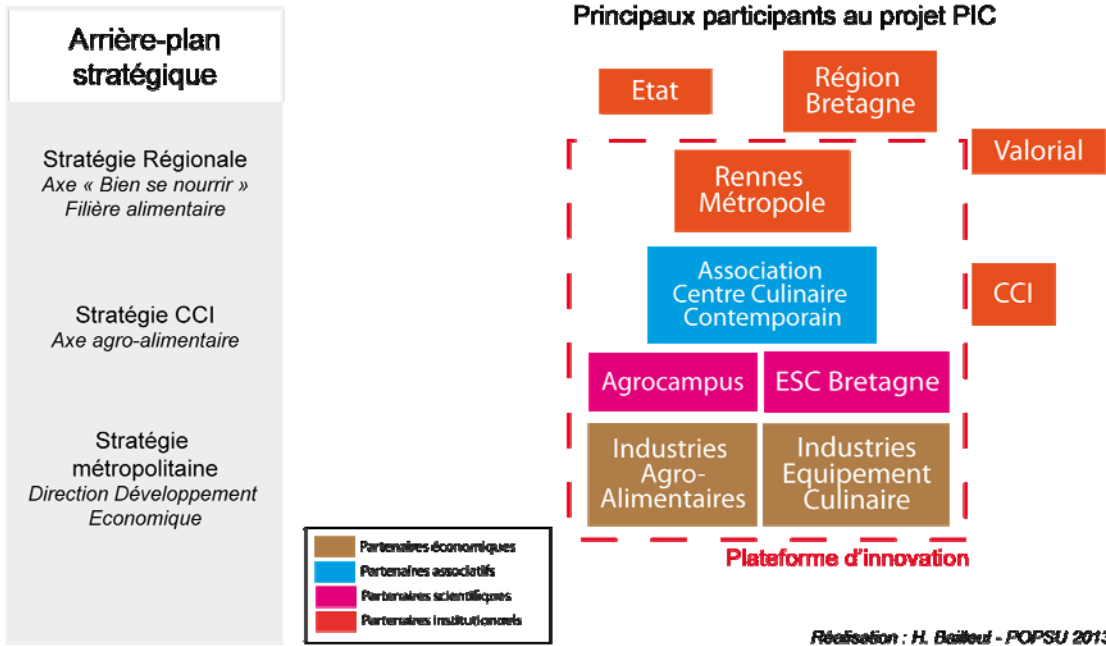 Arrière-plan
stratégique
Stratégie Régionale
Axe « Bien se nourrir »
Filière alimentaire
Stratégie CCI
Axe agro-alimentaire
Stratégie
métropolitaine
Direction Développement
Economique
Principaux participants au projet PIC
Etat
Région
Bretagne
Valorial
Rennes
Métropole
Association
Centre Culinaire
Contemporain
CCI
Agrocampus
ESC Bretagne
Industries
Agro-
Alimentaires
Industries
Equipement
Culinaire
Plateforme d'innovation
Partenaires économiques
Partenaires associatifs
Partenaires scientifiques
Partenaires institutionnels
Réalisation : H. Bailleul - POPSU 2013